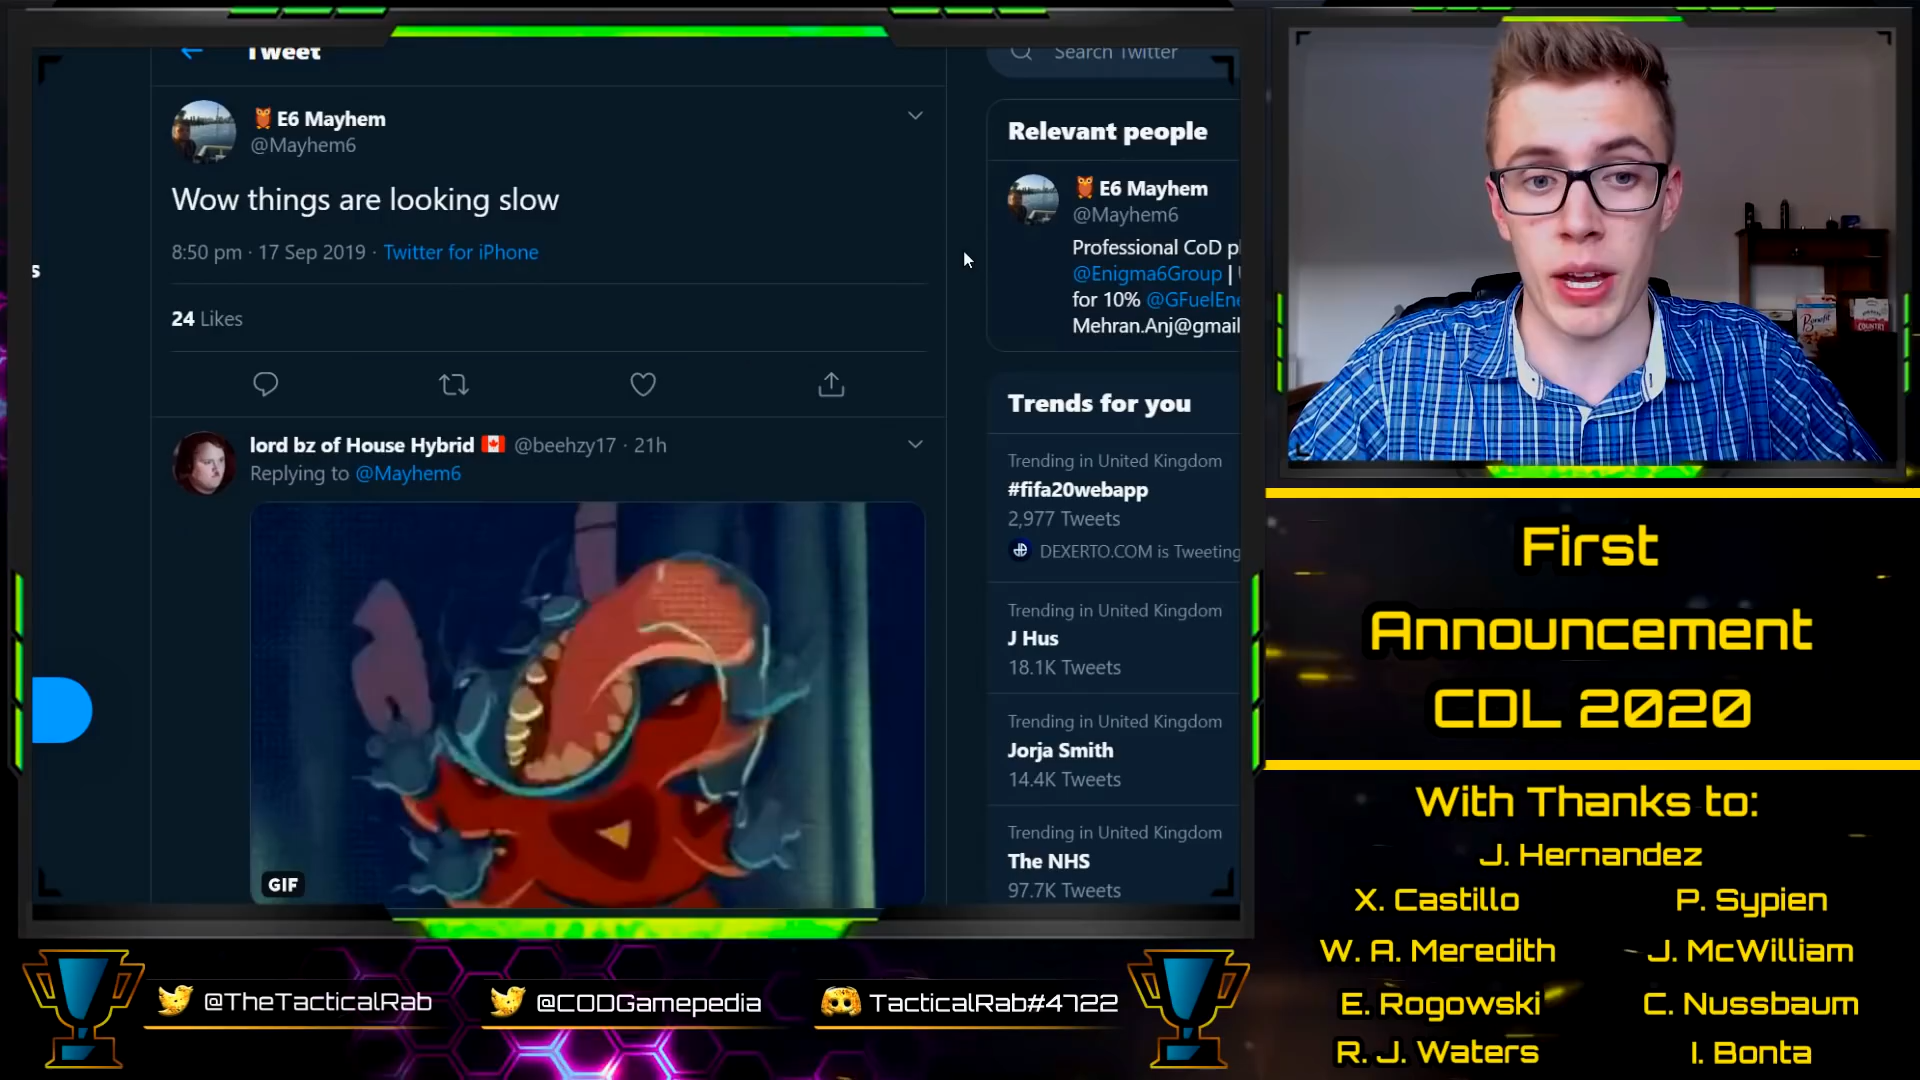 Tweet
Search Twitter
E6 Mayhem
@Mayhem6
Wow things are looking slow
8:50 pm · 17 Sep 2019 · Twitter for iPhone
24 Likes
lord bz of House Hybrid @beehzy17 · 21h
Replying to @Mayhem6
GIF
s
Relevant people
E6 Mayhem
@Mayhem6
Professional CoD pl
@Enigma6Group | U
for 10% @GFuelEne
Mehran.Anj@gmail
Trends for you
Trending in United Kingdom
#fifa20webapp
2,977 Tweets
DEXERTO.COM is Tweeting
Trending in United Kingdom
J Hus
18.1K Tweets
Trending in United Kingdom
Jorja Smith
14.4K Tweets
Trending in United Kingdom
The NHS
97.7K Tweets
Benefit
COUNTRY
First
Announcement
CDL 2020
With Thanks to:
J. Hernandez
X. Castillo
P. Sypien
W. A. Meredith
J. McWilliam
E. Rogowski
C. Nussbaum
R. J. Waters
I. Bonta
@TheTacticalRab
@CODGamepedia
TacticalRab#4722